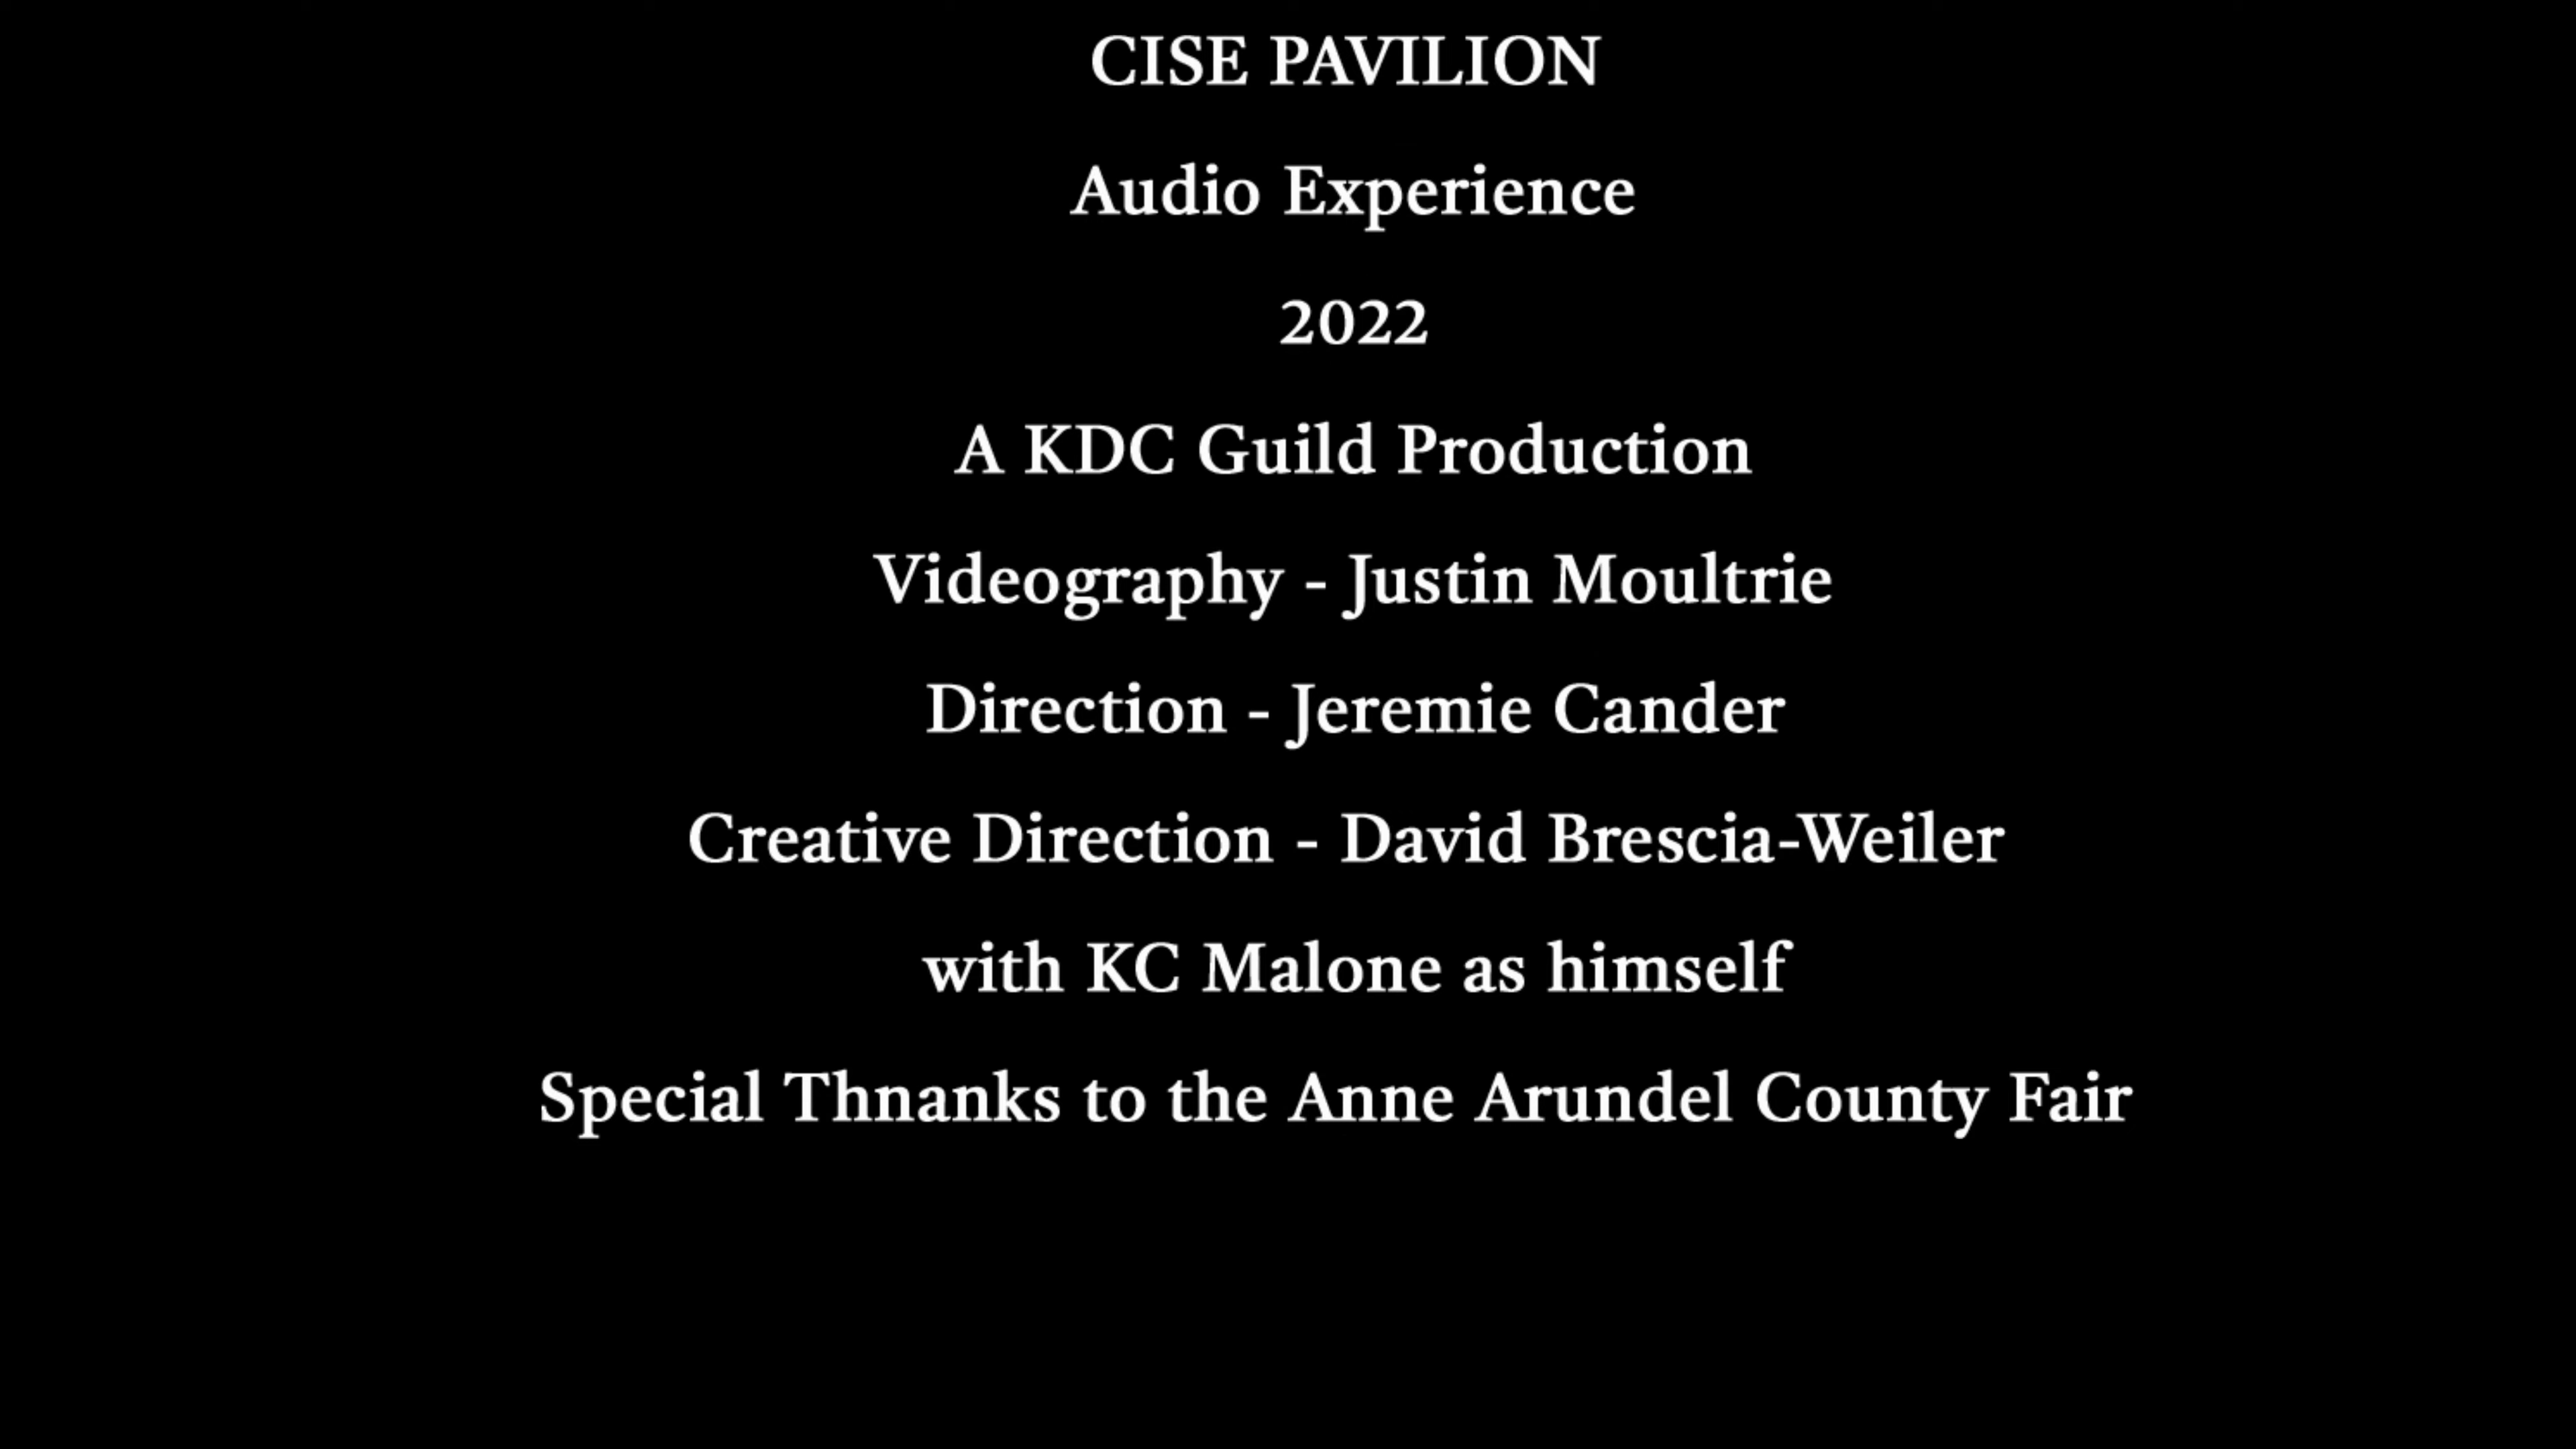 CISE PAVILION
Audio Experience
2022
A KDC Guild Production
Videography - Justin Moultrie
Direction - Jeremie Cander
Creative Direction - David Brescia-Weiler
with KC Malone as himself
Special Thnanks to the Anne Arundel County Fair